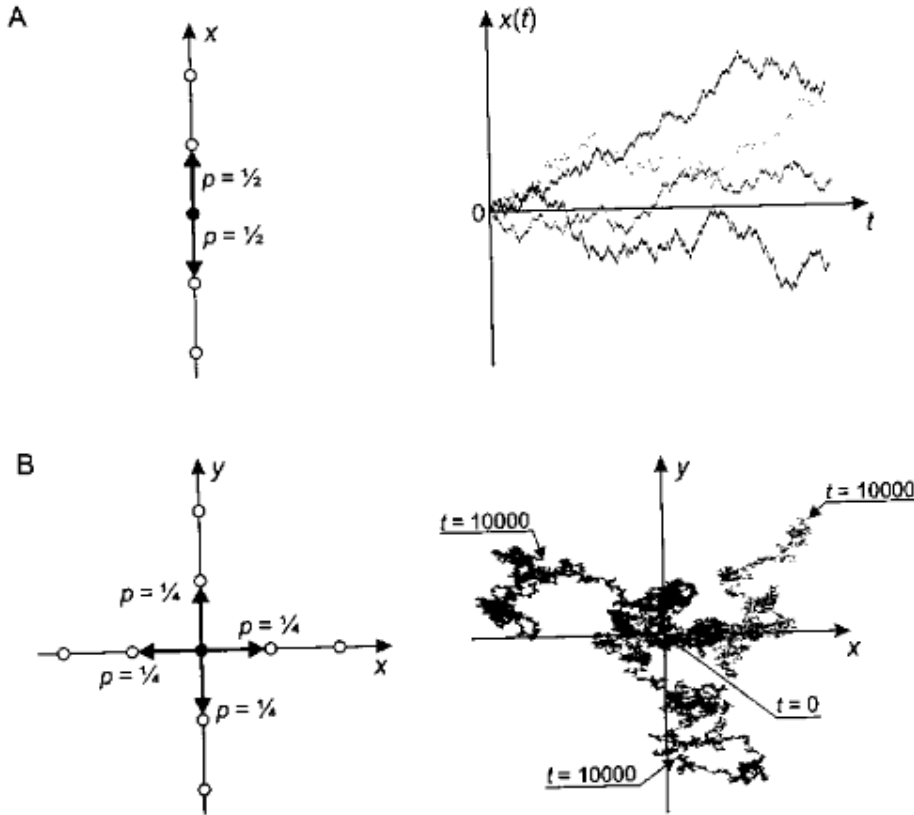 A
x
p = ½
p = ½
x(t)
0
t
B
y
p = ¼
p = ¼
p = ¼
p = ¼
x
y
t = 10000
t = 10000
x
t = 0
t = 10000